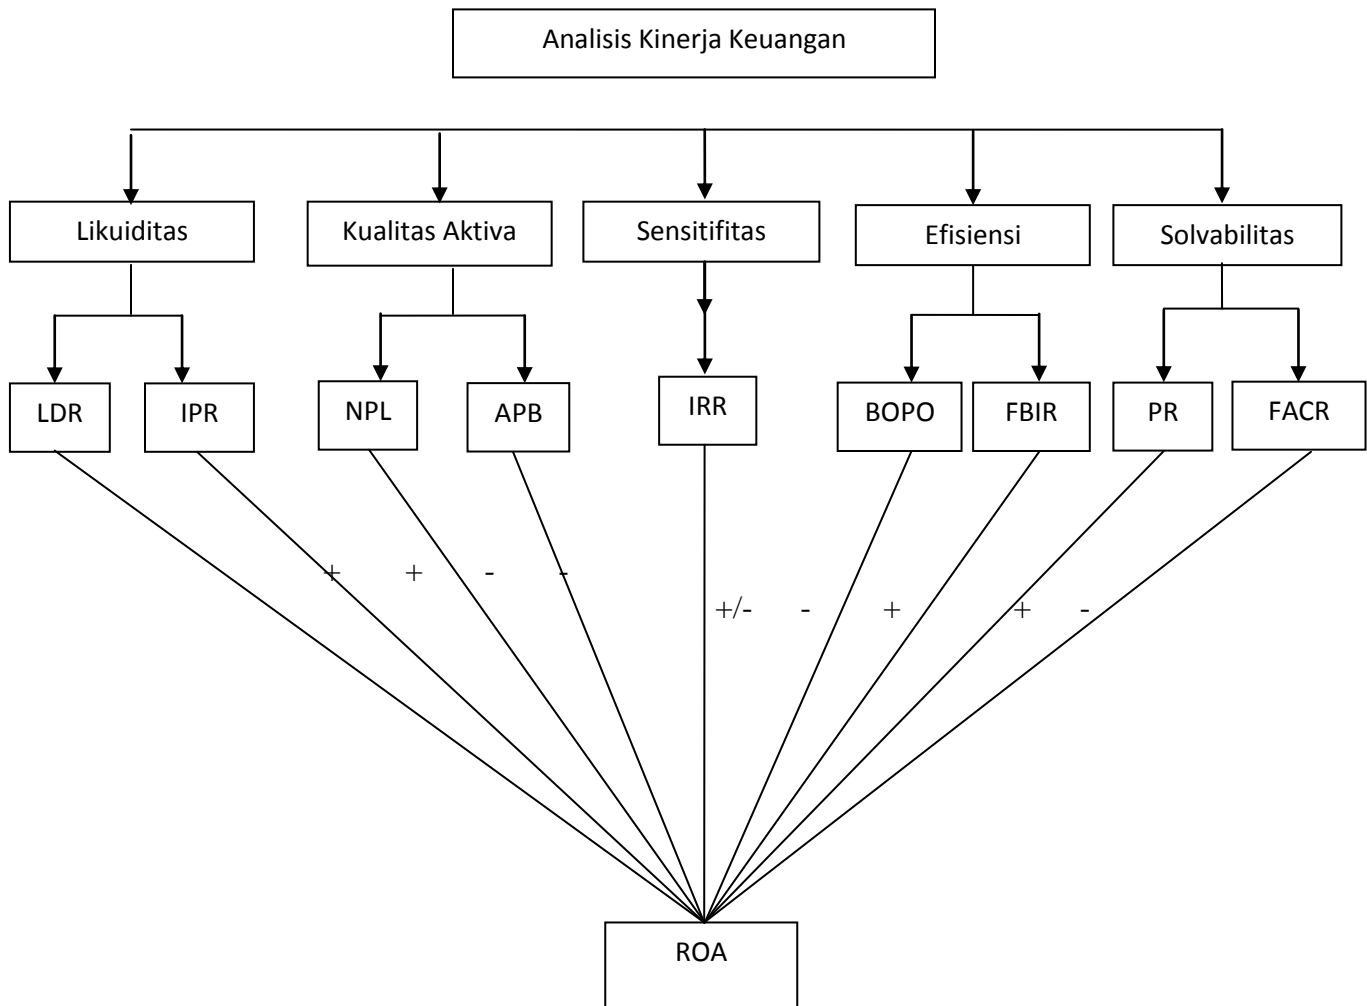 Analisis Kinerja Keuangan
Likuiditas Kualitas Aktiva Sensitifitas Efisiensi Solvabilitas
LDR IPR NPL APB IRR BOPO FBIR PR FACR
+ + - -
+/- - + + -
ROA